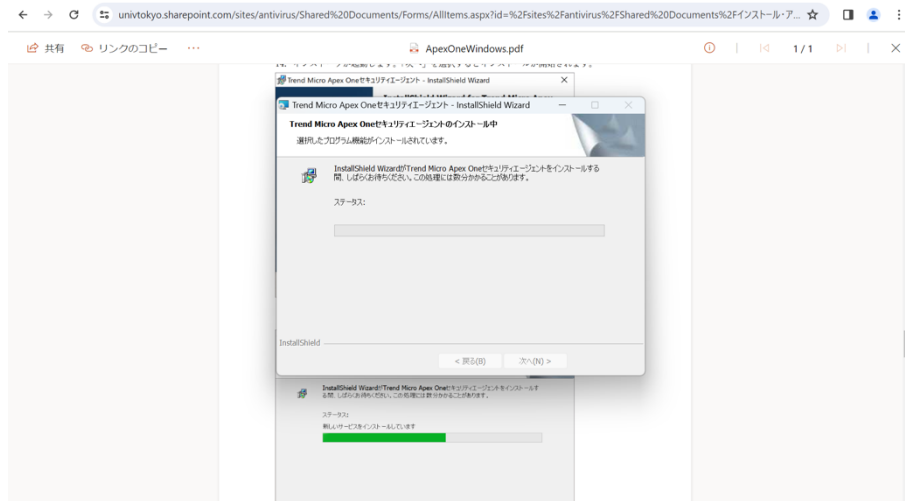 univtokyo.sharepoint.com/sites/antivirus/Shared%20Documents/Forms/AllItems.aspx?id=%2Fsites%2Fantivirus%2FShared%20Documents%2Fインストール・ア...
共有 リンクのコピー ...
ApexOneWindows.pdf
1 / 1
Trend Micro Apex Oneセキュリティエージェント - InstallShield Wizard
Trend Micro Apex Oneセキュリティエージェント - InstallShield Wizard
Trend Micro Apex Oneセキュリティエージェントのインストール中
選択したプログラム機能がインストールされています。
InstallShield WizardがTrend Micro Apex Oneセキュリティエージェントをインストールする
間、しばらくお待ちください。この処理には数分かかることがあります。
ステータス:
InstallShield
< 戻る(B) 次へ(N) >
InstallShield WizardがTrend Micro Apex Oneセキュリティエージェントをインストールす
る間、しばらくお待ちください。この処理には数分かかることがあります。
ステータス:
新しいサービスをインストールしています